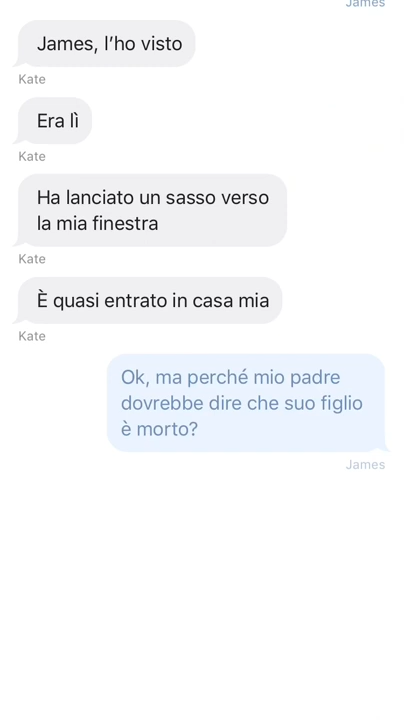 James
James, l’ho visto
Kate
Era lì
Kate
Ha lanciato un sasso verso
la mia finestra
Kate
È quasi entrato in casa mia
Kate
Ok, ma perché mio padre
dovrebbe dire che suo figlio
è morto?
James